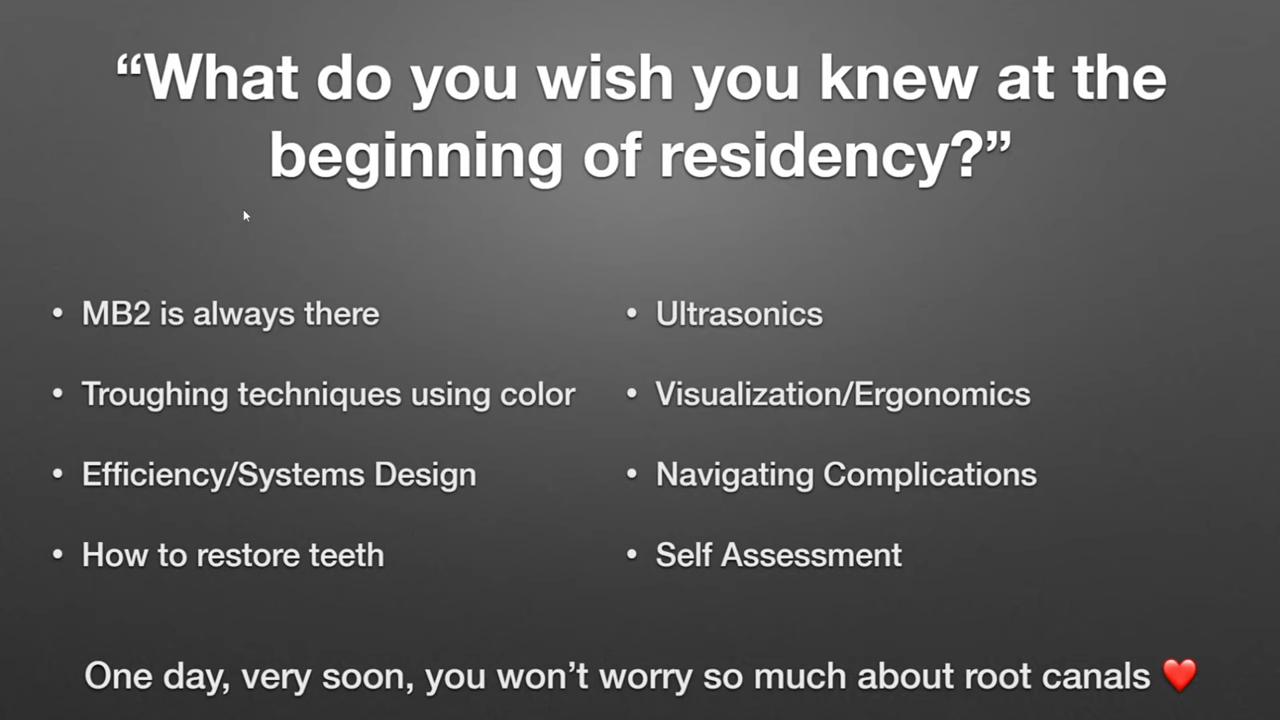 “What do you wish you knew at the
beginning of residency?”
• MB2 is always there
• Troughing techniques using color
• Efficiency/Systems Design
• How to restore teeth
• Ultrasonics
• Visualization/Ergonomics
• Navigating Complications
• Self Assessment
One day, very soon, you won’t worry so much about root canals ❤️